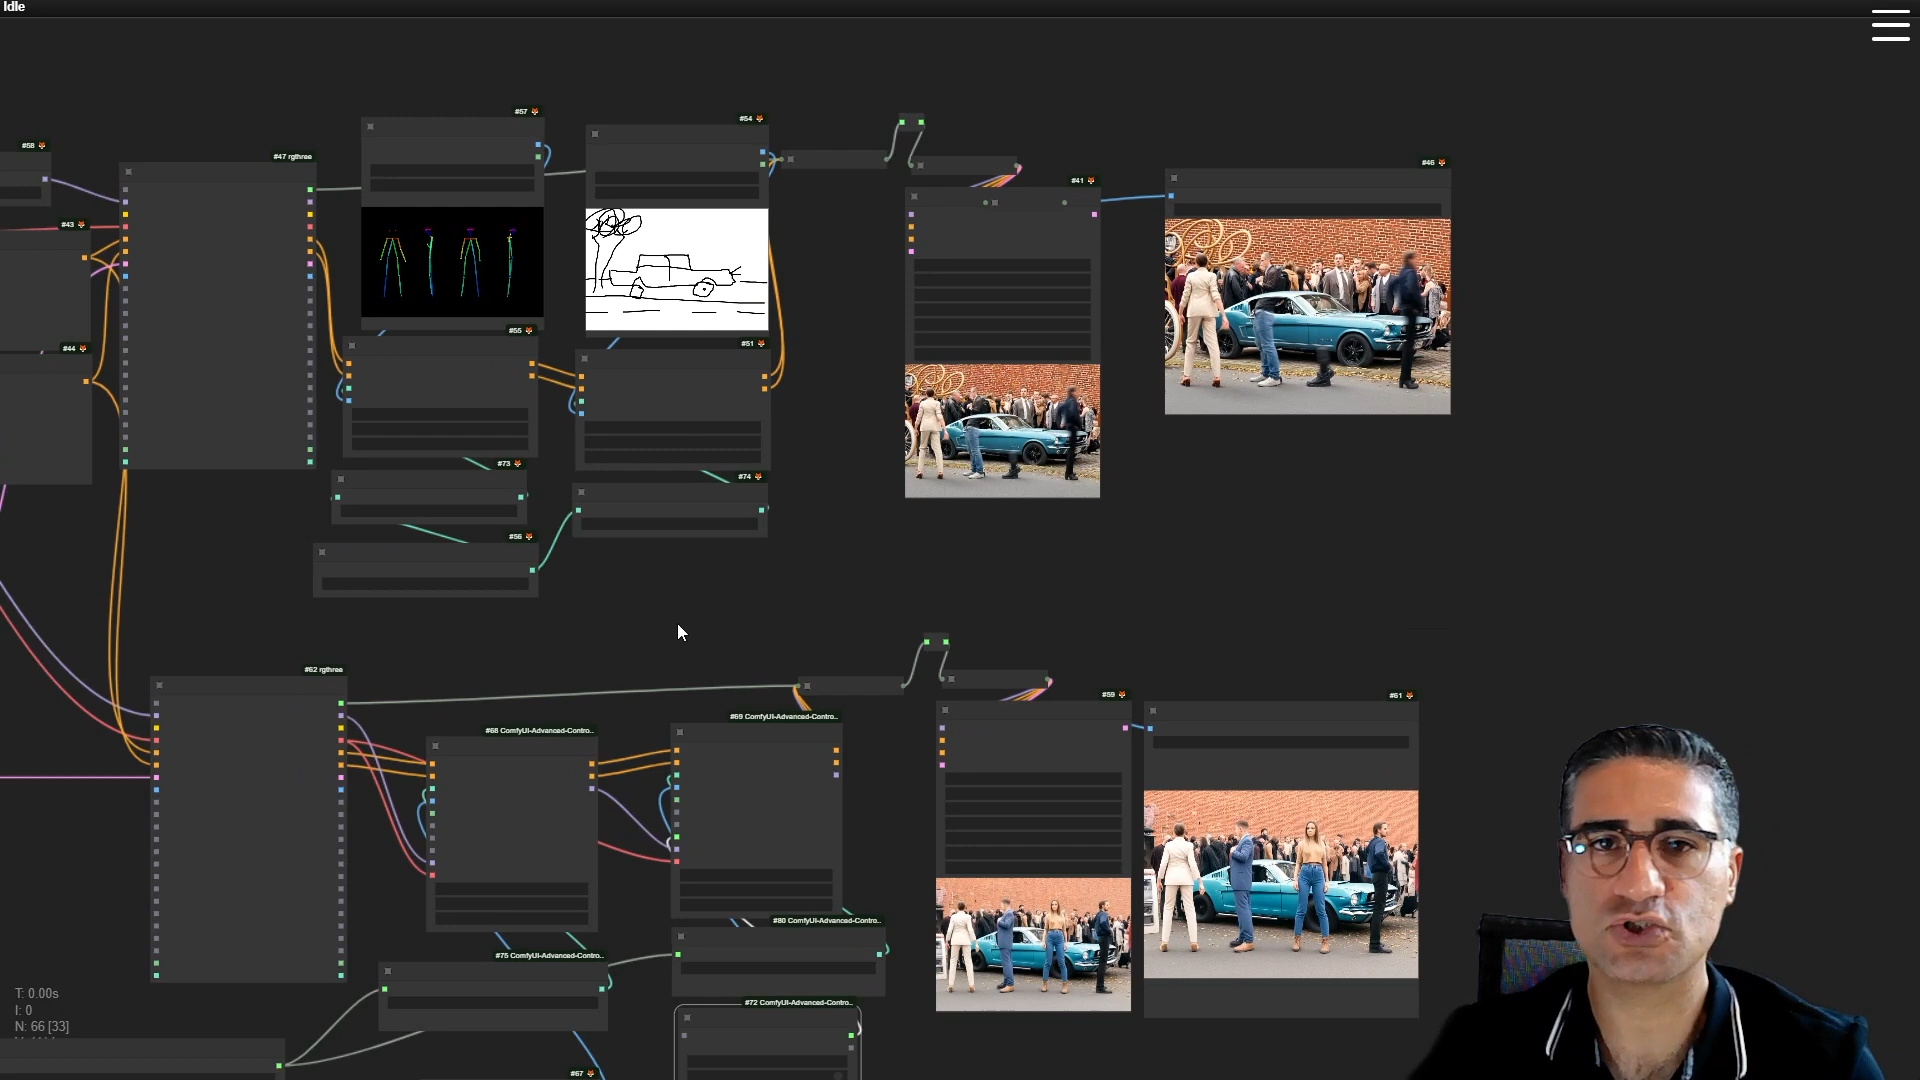 Idle
#57
#54
#58
#47 rgthree
#46
#41
#43
#55
#51
#44
#73
#74
#56
#62 rgthree
#59
#61
#69 ComfyUI-Advanced-Contro..
#68 ComfyUI-Advanced-Contro..
#80 ComfyUI-Advanced-Contro..
#75 ComfyUI-Advanced-Contro..
T: 0.00s
I: 0
#72 ComfyUI-Advanced-Contro..
N: 66 [33]
#67